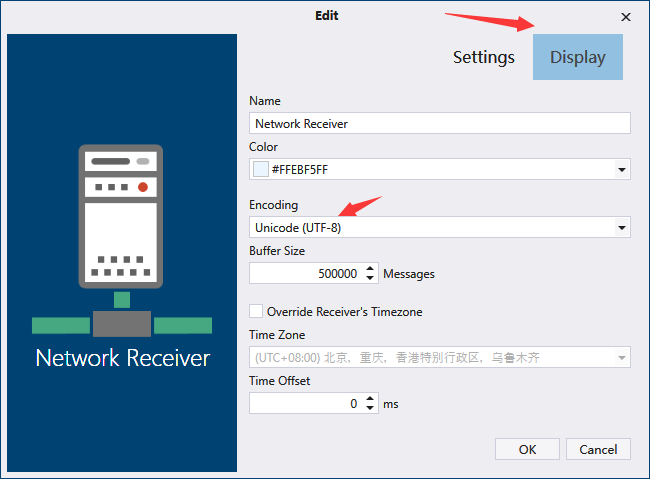 Edit
Settings
Display
Name
Network Receiver
Color
#FFEBF5FF
Encoding
Unicode (UTF-8)
Buffer Size
500000 Messages
Override Receiver's Timezone
Time Zone
(UTC+08:00) 北京，重庆，香港特别行政区，乌鲁木齐
Time Offset
0 ms
Network Receiver
OK
Cancel